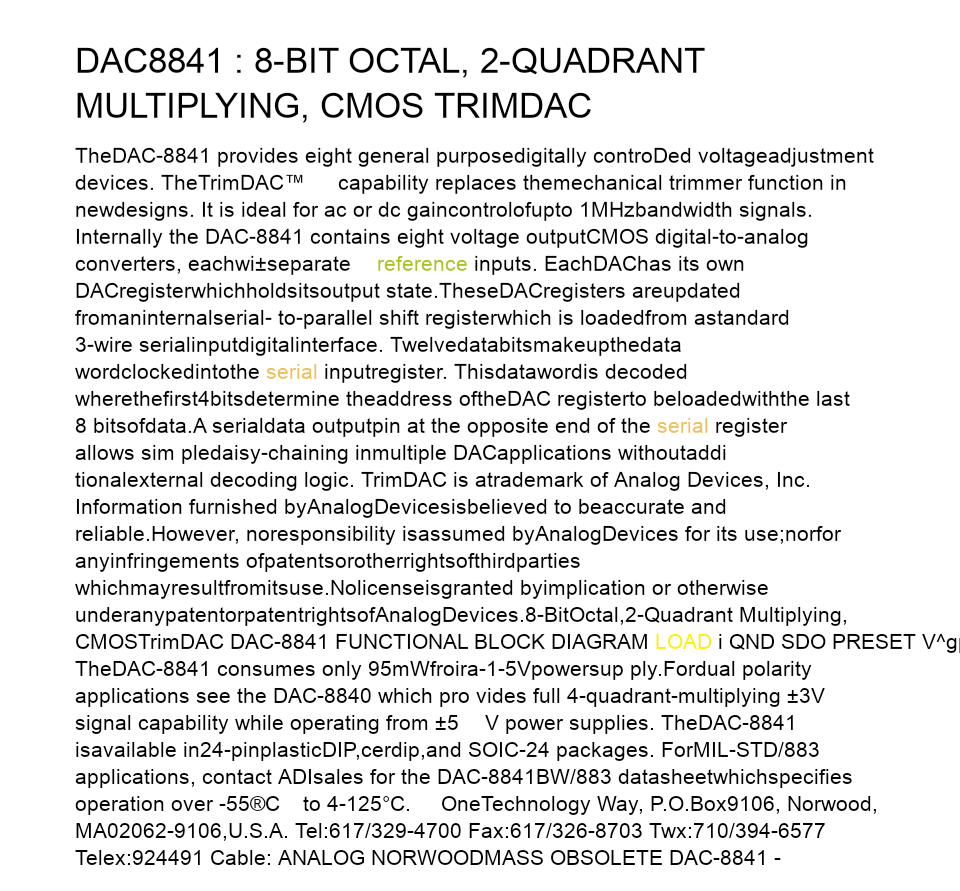 DAC8841 : 8-BIT OCTAL, 2-QUADRANT
MULTIPLYING, CMOS TRIMDAC
TheDAC-8841 provides eight general purposedigitally controDed voltageadjustment
devices. TheTrimDAC™ capability replaces themechanical trimmer function in
newdesigns. It is ideal for ac or dc gaincontrolofupto 1MHzbandwidth signals.
Internally the DAC-8841 contains eight voltage outputCMOS digital-to-analog
converters, eachwi±separate reference inputs. EachDAChas its own
DACregisterwhichholdsitsoutput state.TheseDACregisters areupdated
fromaninternalserial- to-parallel shift registerwhich is loadedfrom astandard
3-wire serialinputdigitalinterface. Twelvedatabitsmakeupthedata
wordclockedintothe serial inputregister. Thisdatawordis decoded
wherethefirst4bitsdetermine theaddress oftheDAC registerto beloadedwiththe last
8 bitsofdata.A serialdata outputpin at the opposite end of the serial register
allows sim pledaisy-chaining inmultiple DACapplications withoutaddi
tionalexternal decoding logic. TrimDAC is atrademark of Analog Devices, Inc.
Information furnished byAnalogDevicesisbelieved to beaccurate and
reliable.However, noresponsibility isassumed byAnalogDevices for its use;norfor
anyinfringements ofpatentsorotherrightsofthirdparties
whichmayresultfromitsuse.Nolicenseisgranted byimplication or otherwise
underanypatentorpatentrightsofAnalogDevices.8-BitOctal,2-Quadrant Multiplying,
CMOSTrimDAC DAC-8841 FUNCTIONAL BLOCK DIAGRAM LOAD i QND SDO PRESET
TheDAC-8841 consumes only 95mWfroira-1-5Vpowersup ply.Fordual polarity
applications see the DAC-8840 which pro vides full 4-quadrant-multiplying ±3V
signal capability while operating from ±5 V power supplies. TheDAC-8841
isavailable in24-pinplasticDIP,cerdip,and SOIC-24 packages. ForMIL-STD/883
applications, contact ADIsales for the DAC-8841BW/883 datasheetwhichspecifies
operation over -55®C to 4-125°C. OneTechnology Way, P.O.Box9106, Norwood,
MA02062-9106,U.S.A. Tel:617/329-4700 Fax:617/326-8703 Twx:710/394-6577
Telex:924491 Cable: ANALOG NORWOODMASS OBSOLETE DAC-8841 -